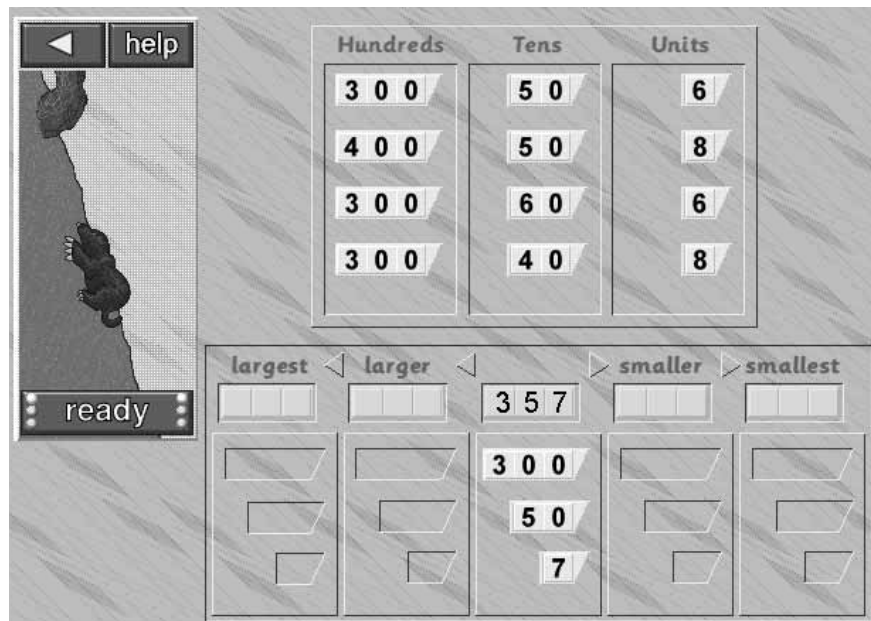 help
Hundreds Tens Units
300 50 6
400 50 8
300 60 6
300 40 8
largest larger smaller smallest
357
ready
300
50
7